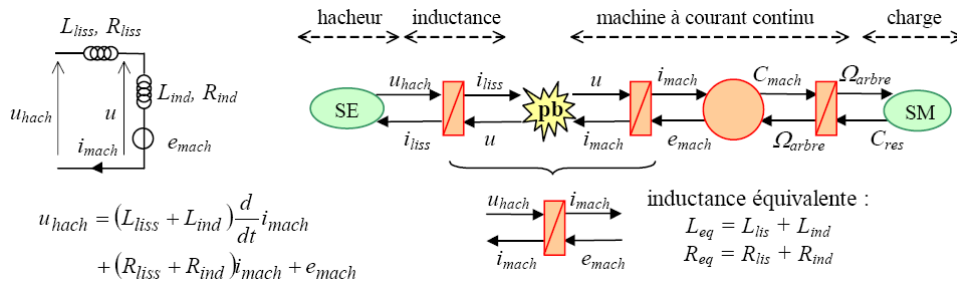 hacheur inductance machine à courant continu charge
L_liss, R_liss
u_hach i_liss u i_mach C_mach Ω_arbre
L_ind, R_ind
SE pb SM
u_hach u
i_mach e_mach
i_liss u i_mach e_mach Ω_arbre C_res
u_hach i_mach
i_mach e_mach
inductance équivalente :
L_eq = L_lis + L_ind
R_eq = R_lis + R_ind
u_hach = (L_liss + L_ind) d/dt i_mach
+ (R_liss + R_ind) i_mach + e_mach